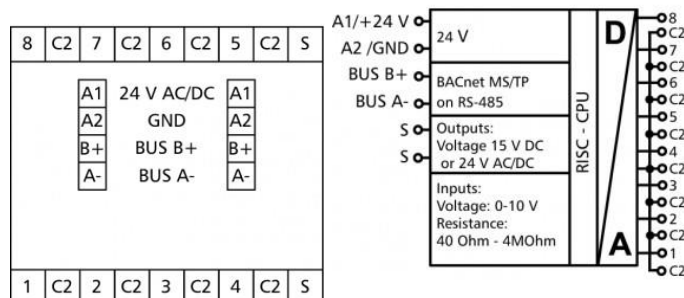 8 C2 7 C2 6 C2 5 C2 S
A1 24 V AC/DC A1
A2 GND A2
B+ BUS B+ B+
A- BUS A- A-
1 C2 2 C2 3 C2 4 C2 S
A1/+24 V
A2 /GND
BUS B+
BUS A-
S
S
24 V
BACnet MS/TP
on RS-485
Outputs:
Voltage 15 V DC
or 24 V AC/DC
Inputs:
Voltage: 0-10 V
Resistance:
40 Ohm - 4MOhm
RISC - CPU
D
A
8
C2
7
C2
6
C2
5
C2
4
C2
3
C2
2
C2
1
C2